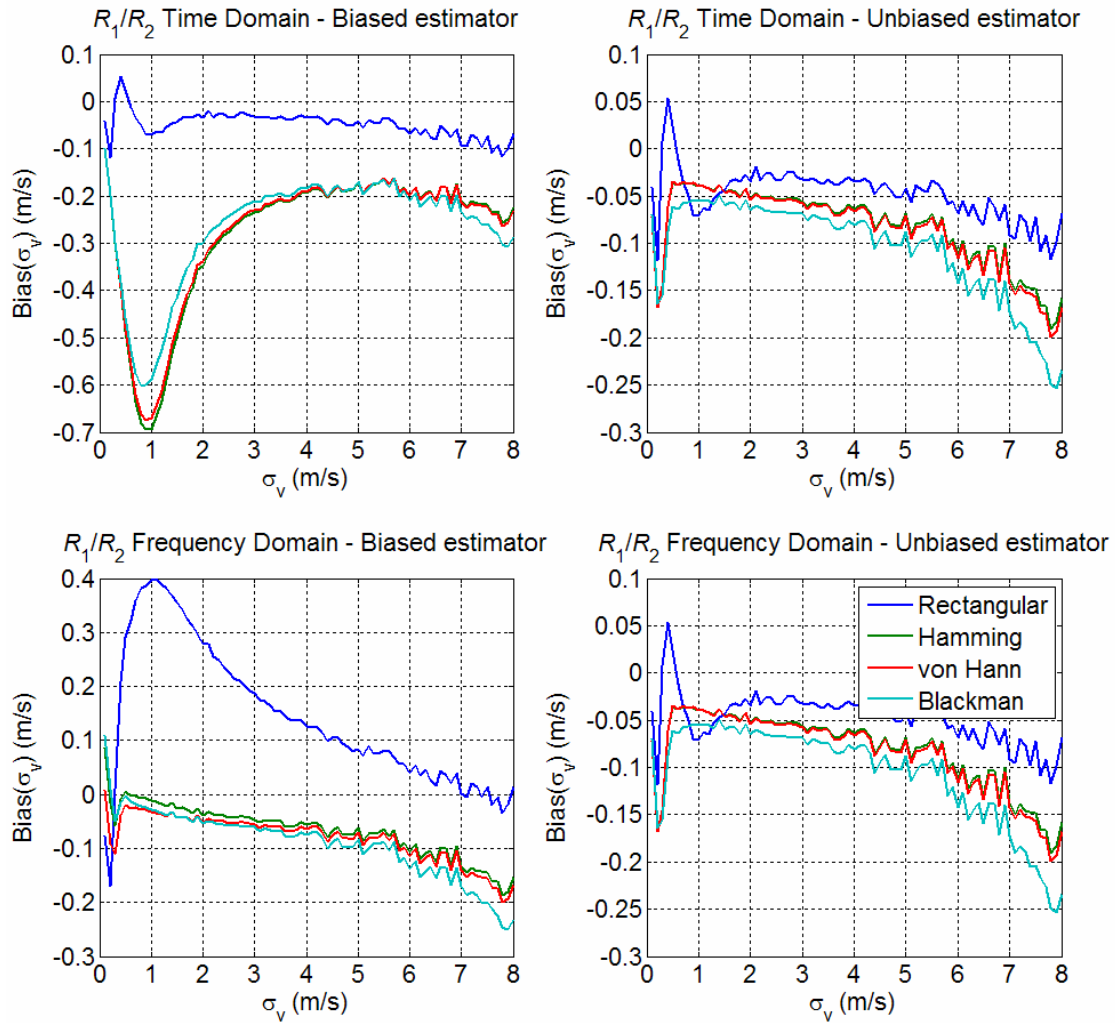 R₁/R₂ Time Domain - Biased estimator
0.1
0
-0.1
-0.2
-0.3
-0.4
-0.5
-0.6
-0.7
Bias(σᵥ) (m/s)
0 1 2 3 4 5 6 7 8
σᵥ (m/s)
R₁/R₂ Time Domain - Unbiased estimator
0.1
0.05
0
-0.05
-0.1
-0.15
-0.2
-0.25
-0.3
Bias(σᵥ) (m/s)
0 1 2 3 4 5 6 7 8
σᵥ (m/s)
R₁/R₂ Frequency Domain - Biased estimator
0.4
0.3
0.2
0.1
0
-0.1
-0.2
-0.3
Bias(σᵥ) (m/s)
0 1 2 3 4 5 6 7 8
σᵥ (m/s)
R₁/R₂ Frequency Domain - Unbiased estimator
0.1
0.05
0
-0.05
-0.1
-0.15
-0.2
-0.25
-0.3
Bias(σᵥ) (m/s)
Rectangular
Hamming
von Hann
Blackman
0 1 2 3 4 5 6 7 8
σᵥ (m/s)